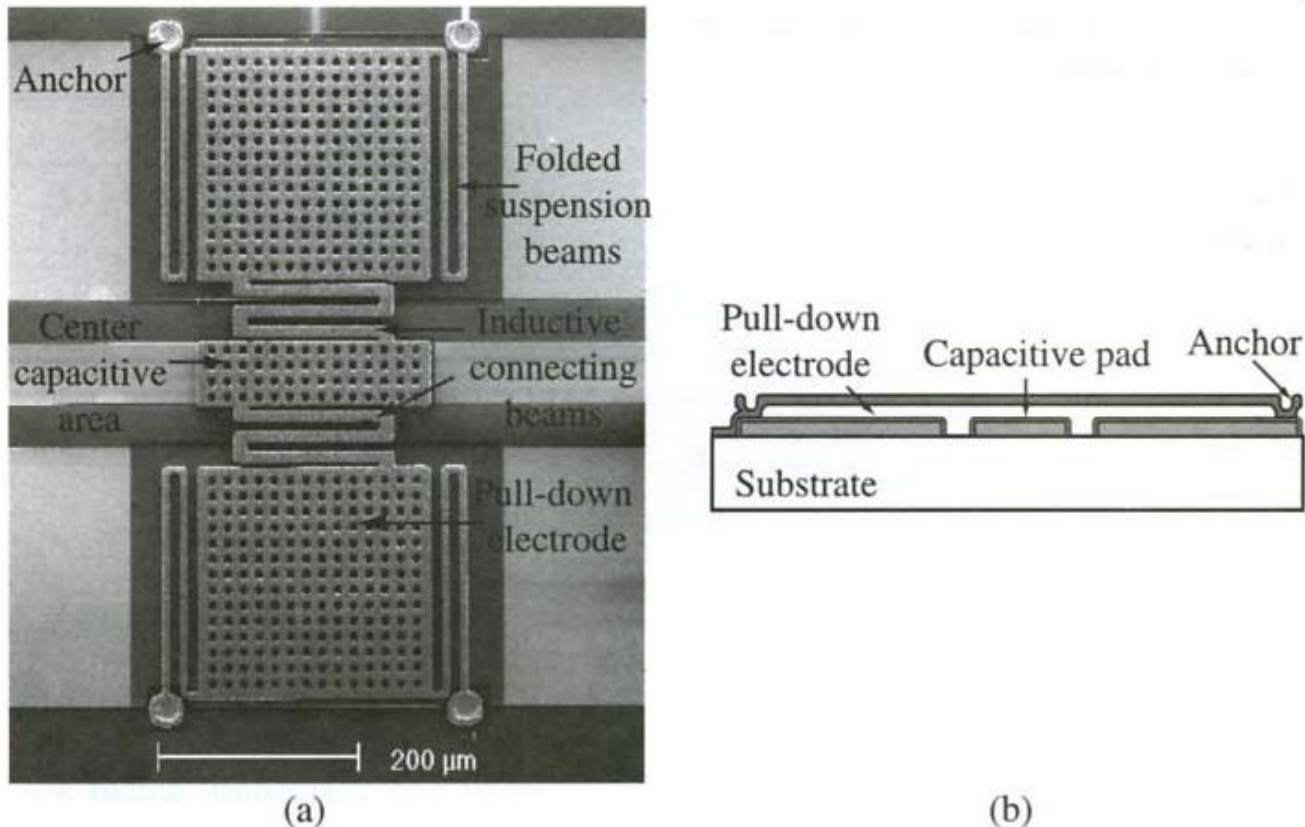 Anchor
Folded
suspension
beams
Center
capacitive
area
Inductive
connecting
beams
Pull-down
electrode
200 µm
(a)
Pull-down
electrode
Capacitive pad
Anchor
Substrate
(b)